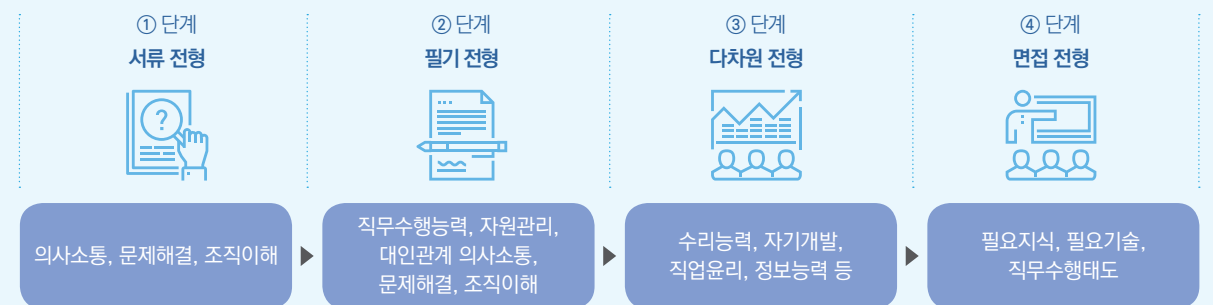 ① 단계
서류 전형
?
의사소통, 문제해결, 조직이해
② 단계
필기 전형
직무수행능력, 자원관리,
대인관계 의사소통,
문제해결, 조직이해
③ 단계
다차원 전형
수리능력, 자기개발,
직업윤리, 정보능력 등
④ 단계
면접 전형
필요지식, 필요기술,
직무수행태도